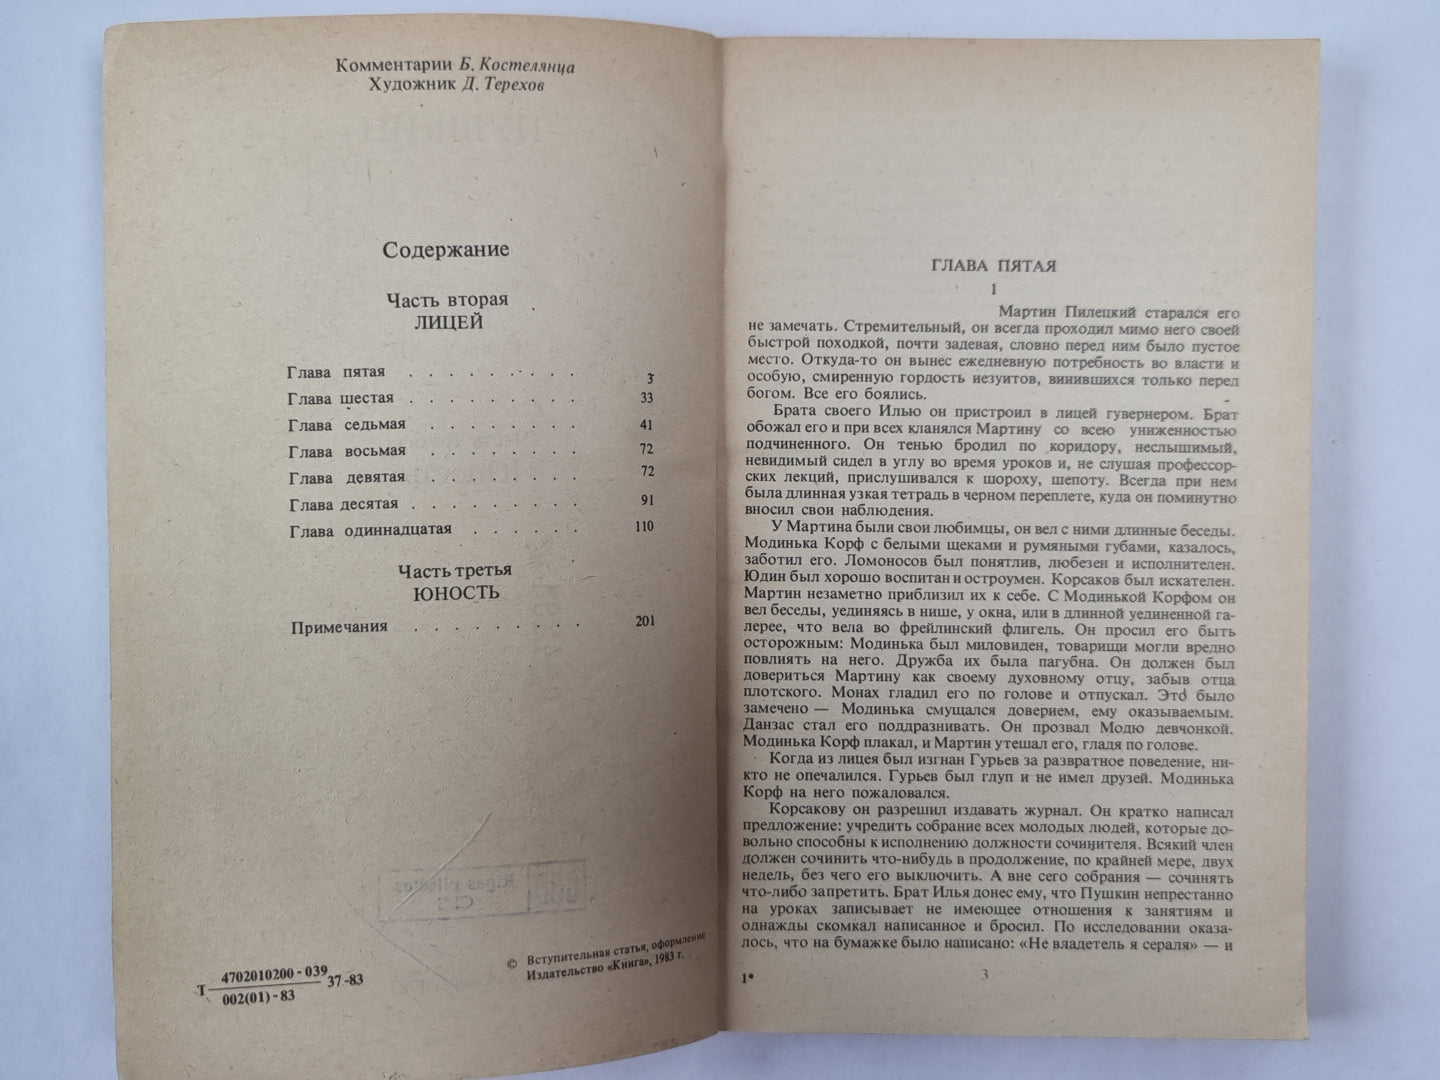 Комментарии Б. Костелянца
Художник Д. Терехов
Содержание
Часть вторая
ЛИЦЕЙ
Глава пятая . . . . . . . . . 3
Глава шестая . . . . . . . . . 33
Глава седьмая . . . . . . . . 41
Глава восьмая . . . . . . . . 72
Глава девятая . . . . . . . . 72
Глава десятая . . . . . . . . . 91
Глава одиннадцатая . . . . . . 110
Часть третья
ЮНОСТЬ
Примечания . . . . . . . . . 201
Т 4702010200 - 039
002(01) - 83
37-83
© Вступительная статья, оформление
Издательство «Книга», 1983 г.
ГЛАВА ПЯТАЯ
1
Мартин Пилецкий старался его
не замечать. Стремительный, он всегда проходил мимо него своей
быстрой походкой, почти задевая, словно перед ним было пустое
место. Откуда-то он вынес ежедневную потребность во власти и
особую, смиренную гордость иезуитов, винившихся только перед
богом. Все его боялись.
Брата своего Илью он пристроил в лицей гувернером. Брат
обожал его и при всех кланялся Мартину со всею униженностью
подчиненного. Он тенью бродил по коридору, неслышимый,
невидимый сидел в углу во время уроков и, не слушая профессор-
ских лекций, прислушивался к шороху, шепоту. Всегда при нем
была длинная узкая тетрадь в черном переплете, куда он поминутно
вносил свои наблюдения.
У Мартина были свои любимцы, он вел с ними длинные беседы.
Модинька Корф с белыми щеками и румяными губами, казалось,
заботил его. Ломоносов был понятлив, любезен и исполнителен.
Юдин был хорошо воспитан и остроумен. Корсаков был искателен.
Мартин незаметно приблизил их к себе. С Модинькой Корфом он
вел беседы, уединяясь в нише, у окна, или в длинной уединенной га-
лерее, что вела во фрейлинский флигель. Он просил его быть
осторожным: Модинька был миловиден, товарищи могли вредно
повлиять на него. Дружба их была пагубна. Он должен был
довериться Мартину как своему духовному отцу, забыв отца
плотского. Монах гладил его по голове и отпускал. Это было
замечено — Модинька смущался доверием, ему оказываемым.
Данзас стал его поддразнивать. Он прозвал Модю девчонкой.
Модинька Корф плакал, и Мартин утешал его, гладя по голове.
Когда из лицея был изгнан Гурьев за развратное поведение, ни-
кто не опечалился. Гурьев был глуп и не имел друзей. Модинька
Корф на него пожаловался.
Корсакову он разрешил издавать журнал. Он кратко написал
предложение: учредить собрание всех молодых людей, которые до-
вольно способны к исполнению должности сочинителя. Всякий член
должен сочинить что-нибудь в продолжение, по крайней мере, двух
недель, без чего его выключить. А вне сего собрания — сочинять
что-либо запретить. Брат Илья донес ему, что Пушкин непрестанно
на уроках записывает не имеющее отношения к занятиям и
однажды скомкал написанное и бросил. По исследовании оказа-
лось, что на бумажке было написано: «Не владетель я сераля» — и
1*
3